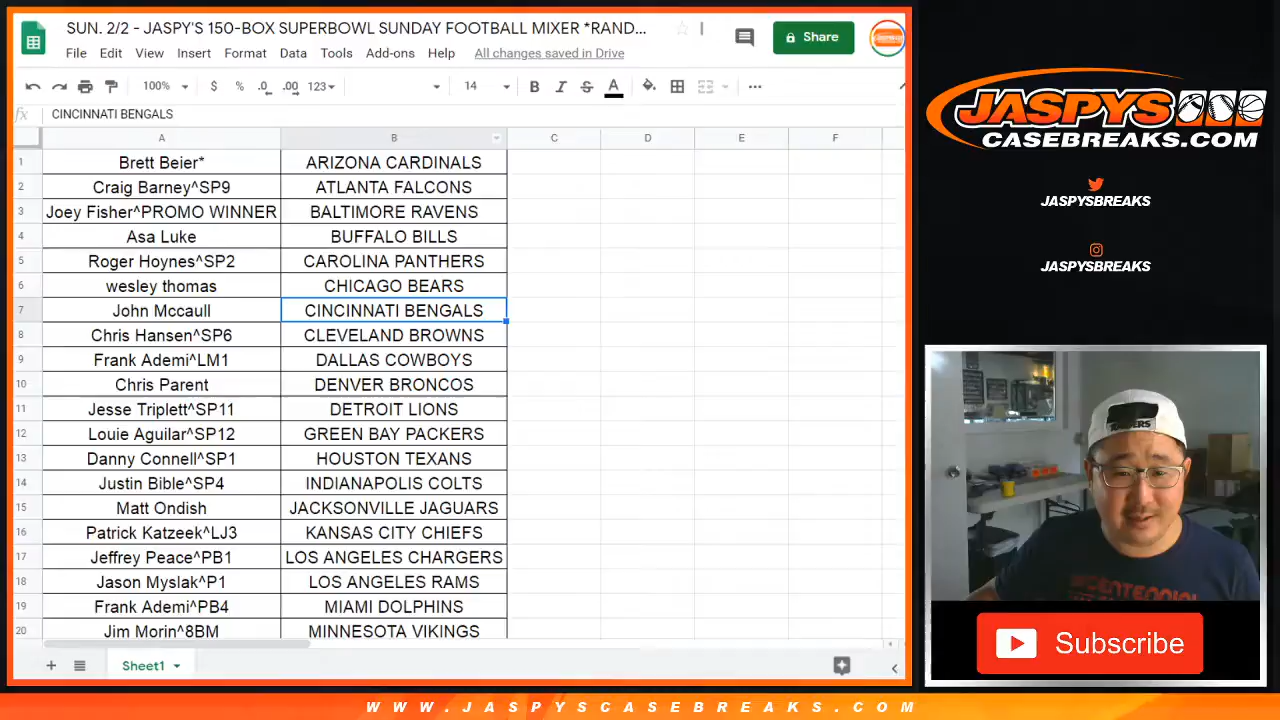 SUN. 2/2 - JASPY'S 150-BOX SUPERBOWL SUNDAY FOOTBALL MIXER *RAND...
Share
File Edit View Insert Format Data Tools Add-ons Help All changes saved in Drive
100% $ % .0 .00 123 14 B I S A
fx CINCINNATI BENGALS
A B C D E F
1 Brett Beier* ARIZONA CARDINALS
2 Craig Barney^SP9 ATLANTA FALCONS
3 Joey Fisher^PROMO WINNER BALTIMORE RAVENS
4 Asa Luke BUFFALO BILLS
5 Roger Hoynes^SP2 CAROLINA PANTHERS
6 wesley thomas CHICAGO BEARS
7 John Mccaull CINCINNATI BENGALS
8 Chris Hansen^SP6 CLEVELAND BROWNS
9 Frank Ademi^LM1 DALLAS COWBOYS
10 Chris Parent DENVER BRONCOS
11 Jesse Triplett^SP11 DETROIT LIONS
12 Louie Aguilar^SP12 GREEN BAY PACKERS
13 Danny Connell^SP1 HOUSTON TEXANS
14 Justin Bible^SP4 INDIANAPOLIS COLTS
15 Matt Ondish JACKSONVILLE JAGUARS
16 Patrick Katzeek^LJ3 KANSAS CITY CHIEFS
17 Jeffrey Peace^PB1 LOS ANGELES CHARGERS
18 Jason Myslak^P1 LOS ANGELES RAMS
19 Frank Ademi^PB4 MIAMI DOLPHINS
20 Jim Morin^8BM MINNESOTA VIKINGS
Sheet1
JASPYS
CASEBREAKS.COM
JASPYSBREAKS
JASPYSBREAKS
Subscribe
WWW.JASPYSCASEBREAKS.COM